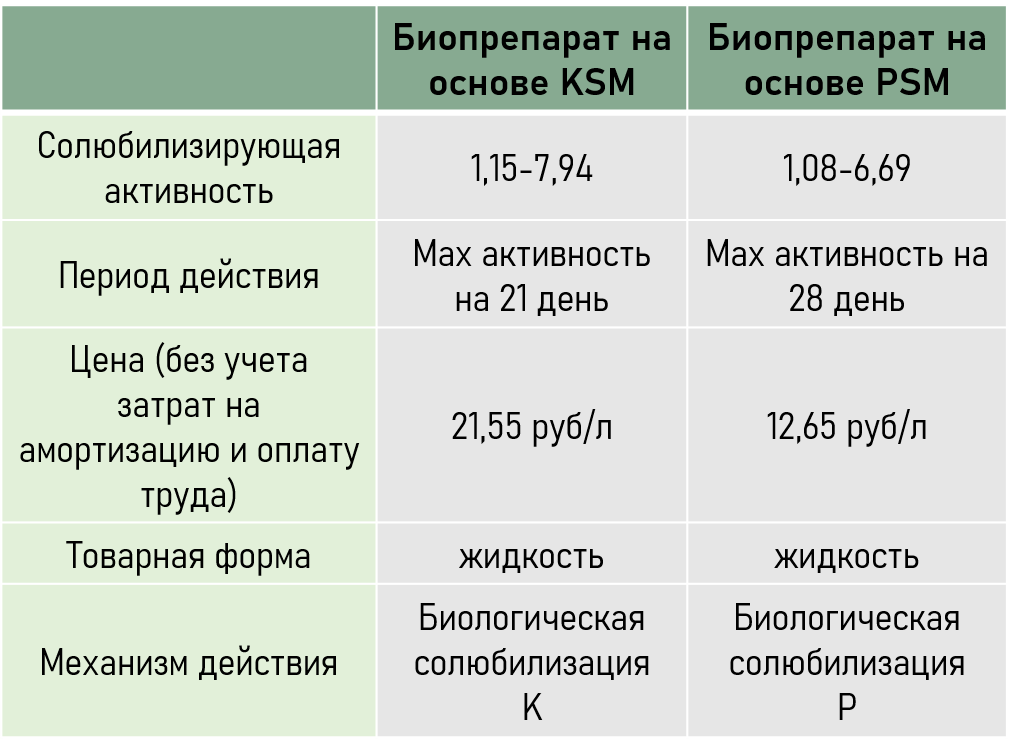 Биопрепарат на
основе KSM
Биопрепарат на
основе PSM
Солюбилизирующая
активность
1,15-7,94
1,08-6,69
Период действия
Max активность
на 21 день
Max активность на
28 день
Цена (без учета
затрат на
амортизацию и оплату
труда)
21,55 руб/л
12,65 руб/л
Товарная форма
жидкость
жидкость
Механизм действия
Биологическая
солюбилизация
К
Биологическая
солюбилизация
Р